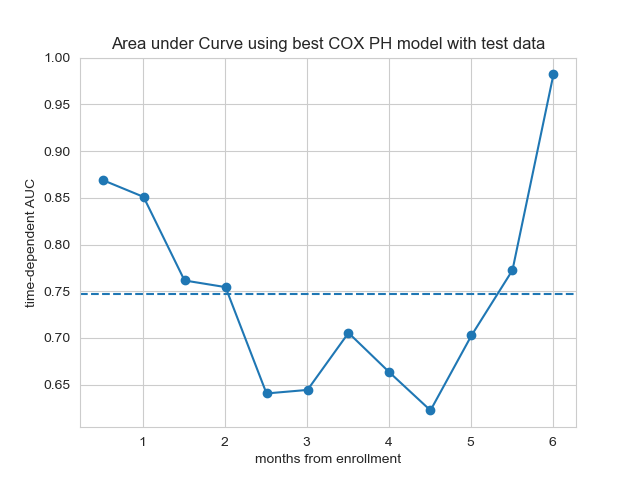 Area under Curve using best COX PH model with test data
1.00
0.95
0.90
0.85
0.80
0.75
0.70
0.65
time-dependent AUC
1 2 3 4 5 6
months from enrollment